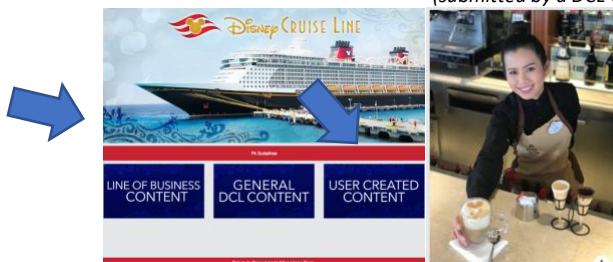 (submitted by a DCL
Disney CRUISE LINE
LINE OF BUSINESS
CONTENT
GENERAL
DCL CONTENT
USER CREATED
CONTENT